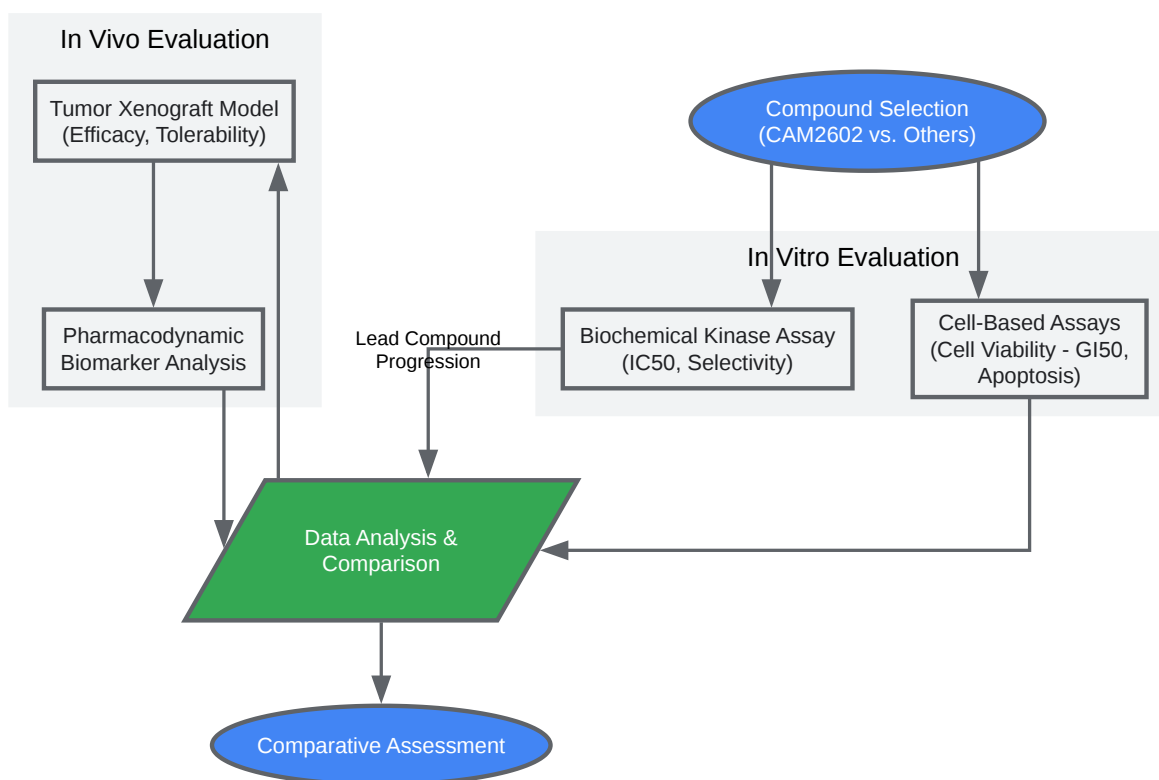 In Vivo Evaluation
Tumor Xenograft Model
(Efficacy, Tolerability)
Compound Selection
(CAM2602 vs. Others)
In Vitro Evaluation
Pharmacodynamic
Biomarker Analysis
Lead Compound
Progression
Biochemical Kinase Assay
(IC50, Selectivity)
Cell-Based Assays
(Cell Viability - GI50,
Apoptosis)
Data Analysis &
Comparison
Comparative Assessment